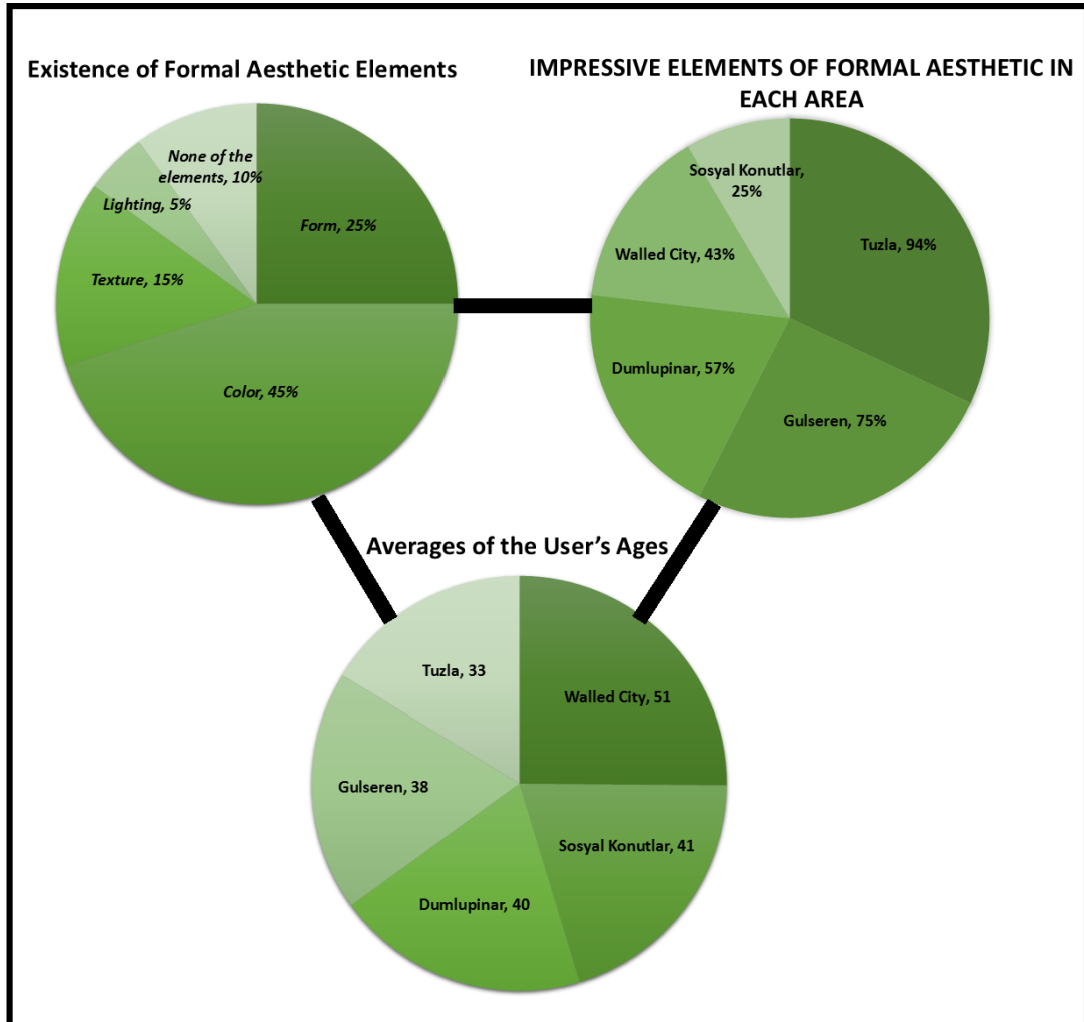 Existence of Formal Aesthetic Elements
None of the
elements, 10%
Lighting, 5%
Form, 25%
Texture, 15%
Color, 45%
IMPRESSIVE ELEMENTS OF FORMAL AESTHETIC IN
EACH AREA
Sosyal Konutlar,
25%
Tuzla, 94%
Walled City, 43%
Dumlupinar, 57%
Gulseren, 75%
Averages of the User’s Ages
Tuzla, 33
Walled City, 51
Gulseren, 38
Sosyal Konutlar, 41
Dumlupinar, 40